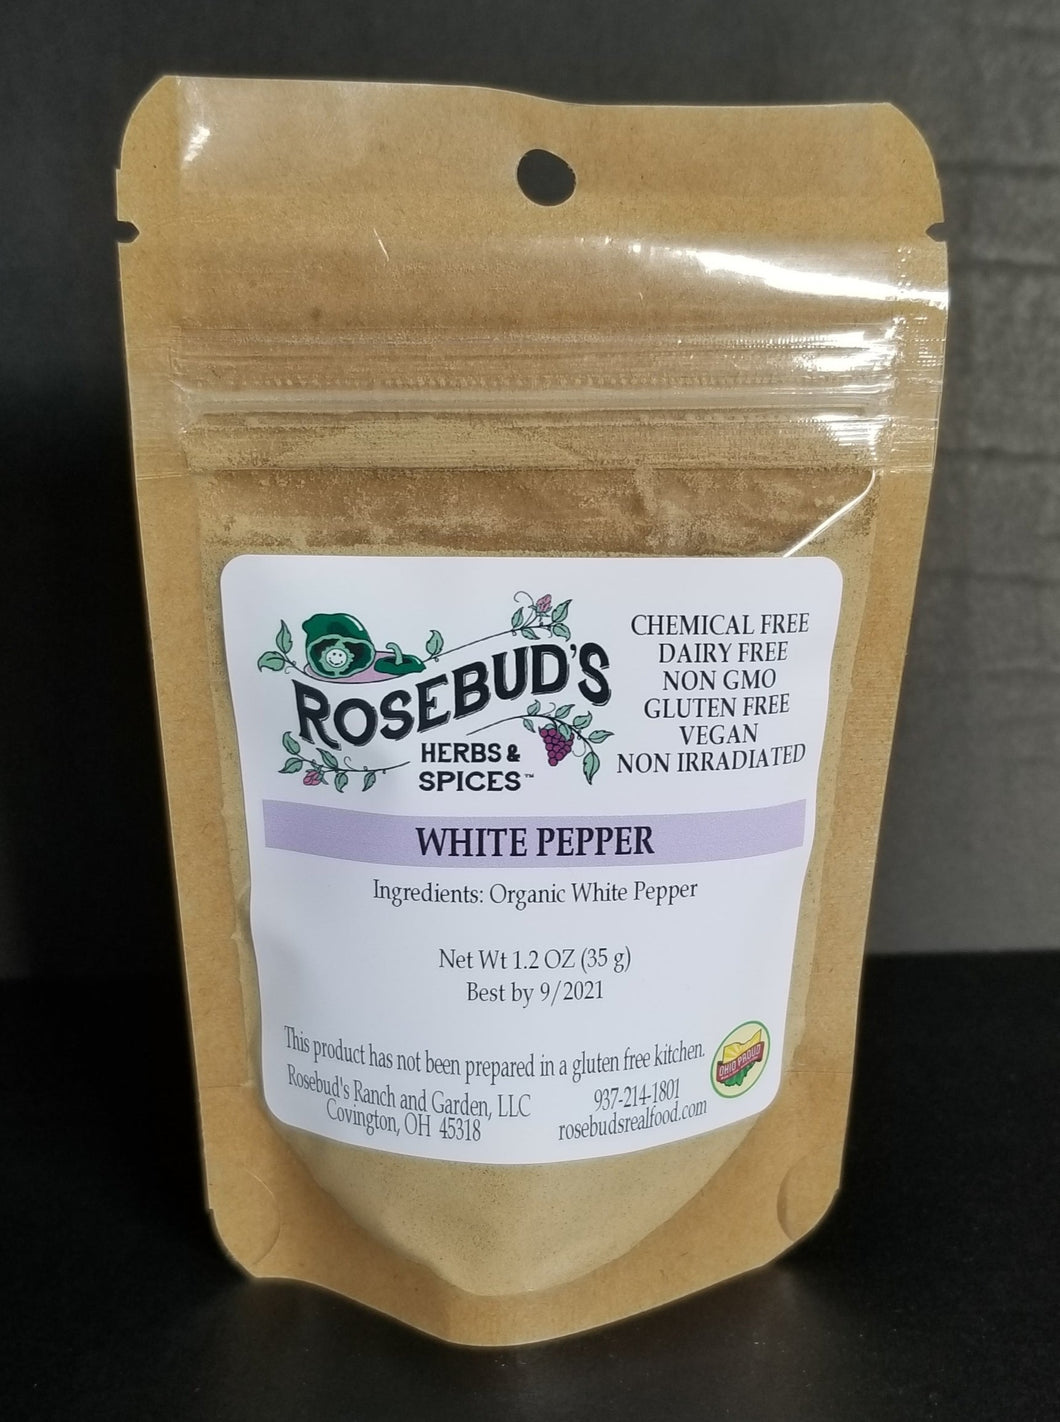 ROSEBUD'S
HERBS &
SPICES™
CHEMICAL FREE
DAIRY FREE
NON GMO
GLUTEN FREE
VEGAN
NON IRRADIATED
WHITE PEPPER
Ingredients: Organic White Pepper
Net Wt 1.2 OZ (35 g)
Best by 9/2021
This product has not been prepared in a gluten free kitchen.
Rosebud's Ranch and Garden, LLC
Covington, OH 45318
937-214-1801
rosebudsrealfood.com
OHIO PROUD